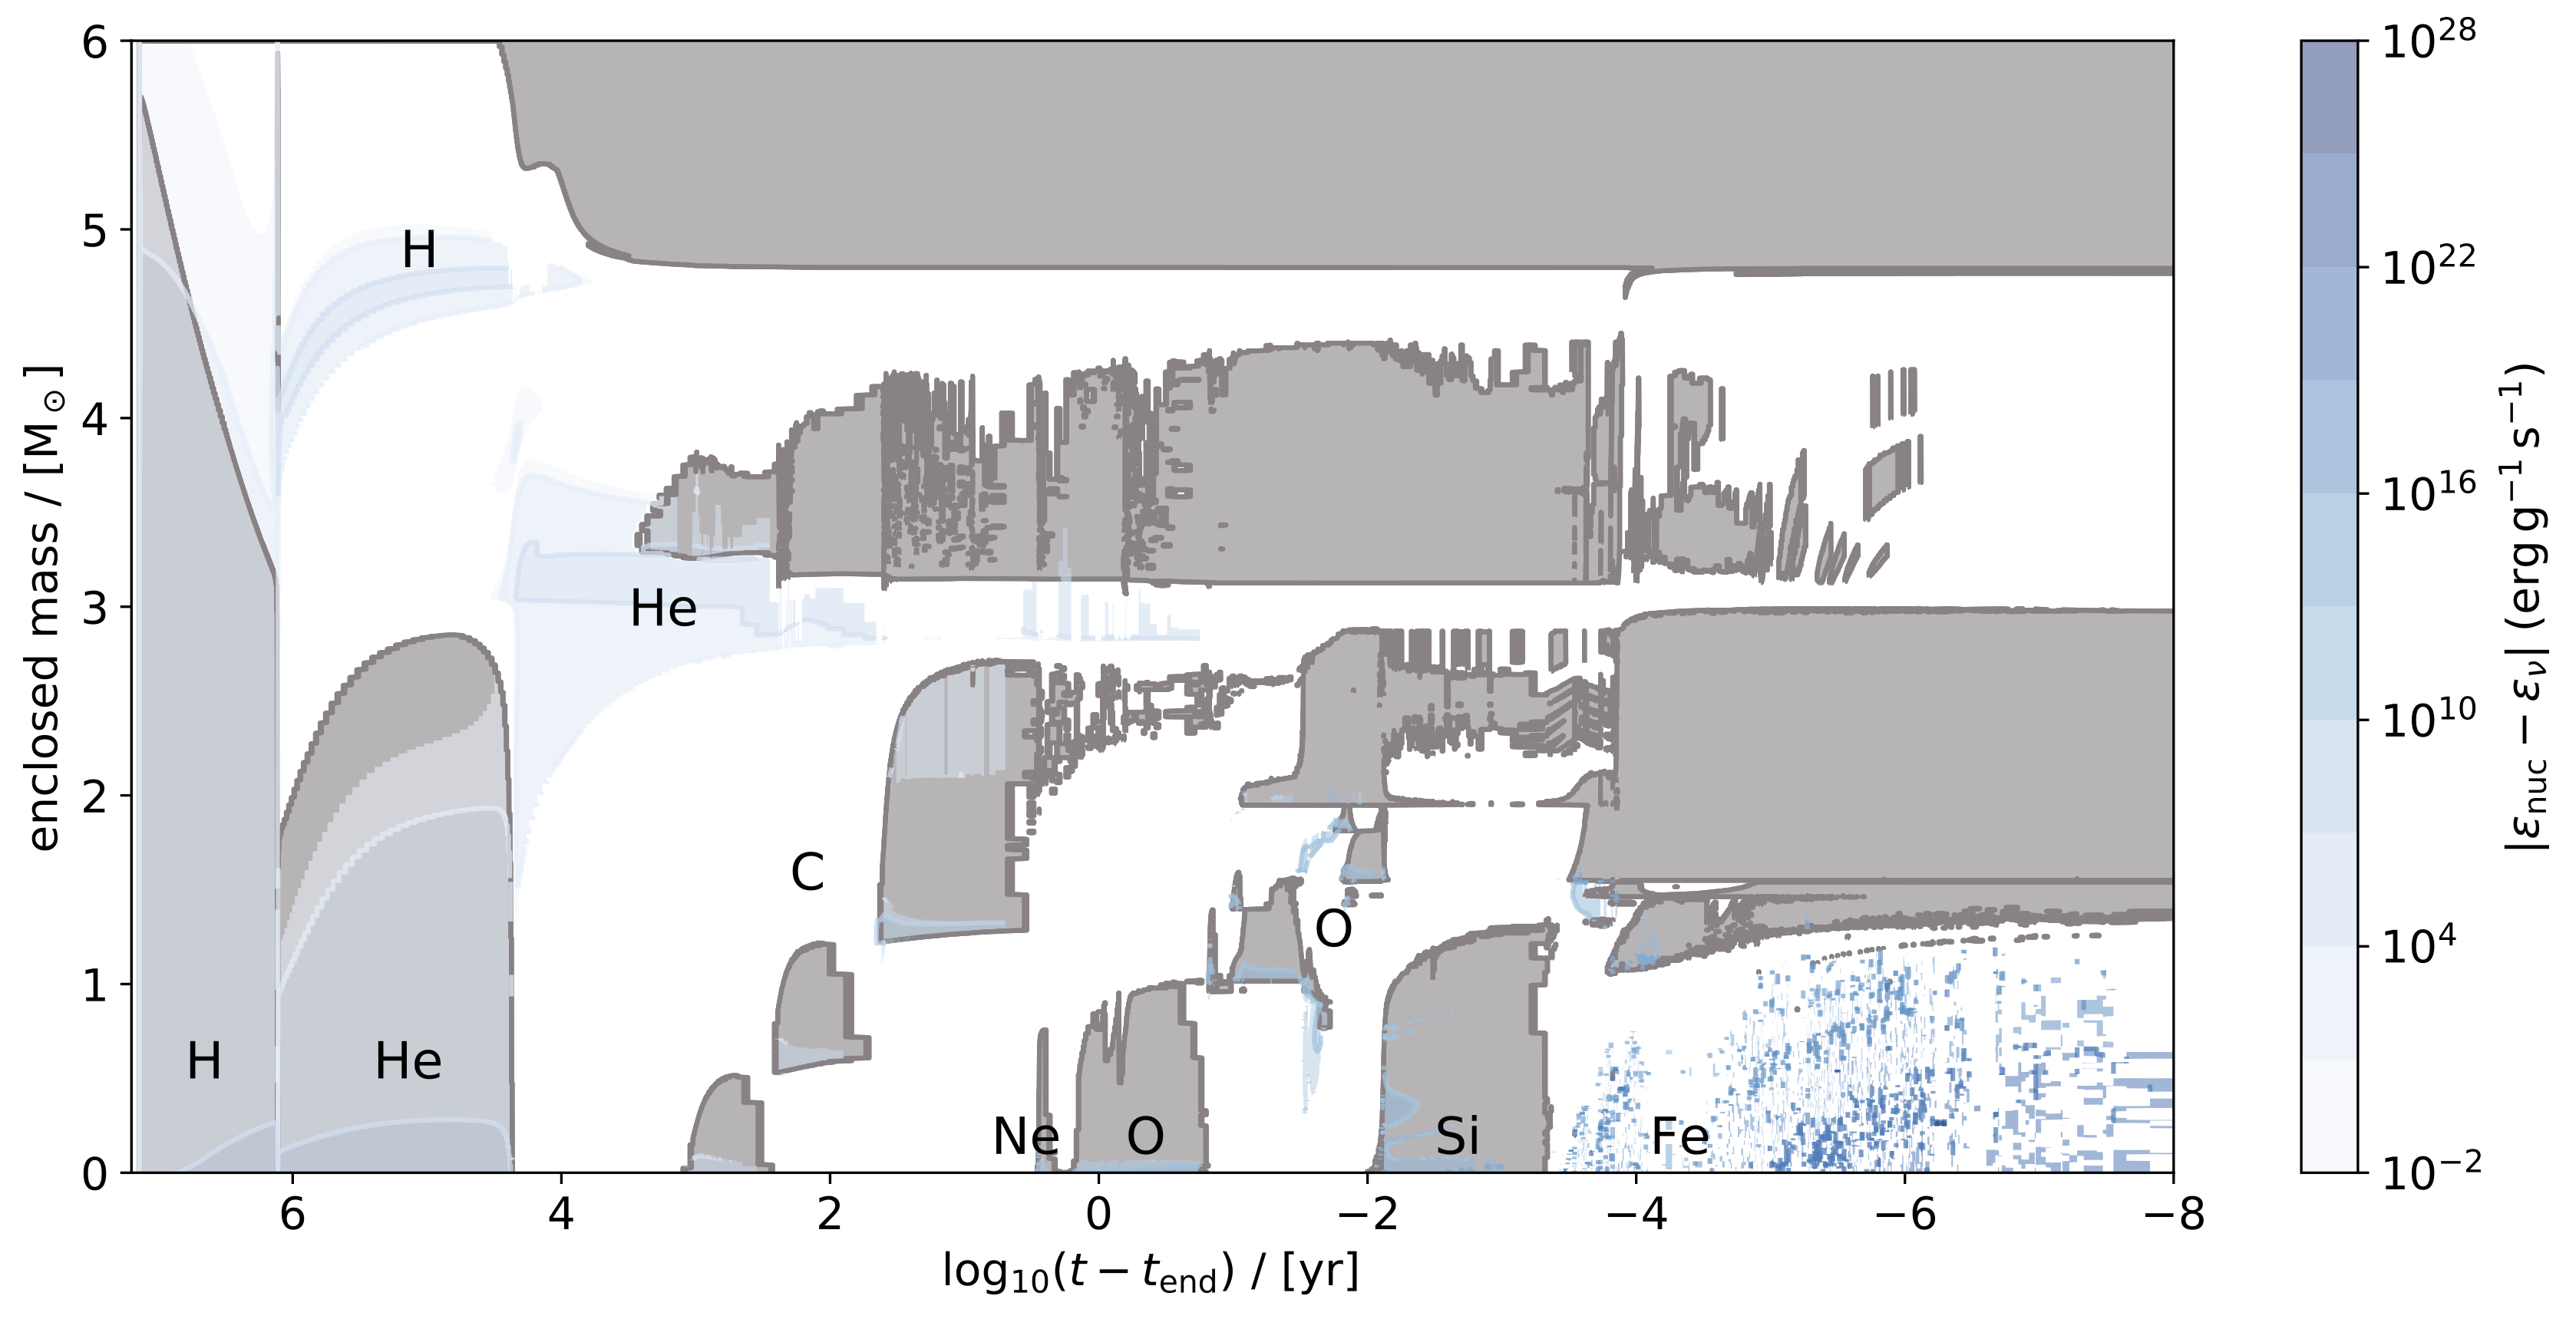 6
5
4
3
2
1
0
enclosed mass / [M⊙]
H
He
C
H
He
Ne
O
O
Si
Fe
6
4
2
0
−2
−4
−6
−8
log₁₀(t − t_end) / [yr]
10²⁸
10²²
10¹⁶
10¹⁰
10⁴
10⁻²
|ε_nuc − ε_ν| (erg g⁻¹ s⁻¹)